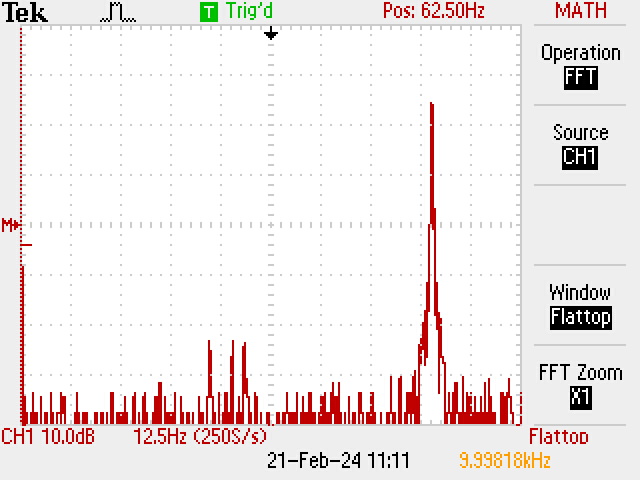 Tek T Trig'd Pos: 62.50Hz MATH
Operation
FFT
Source
CH1
M
Window
Flattop
FFT Zoom
X1
CH1 10.0dB 12.5Hz (250S/s) Flattop
21-Feb-24 11:11 9.99818kHz